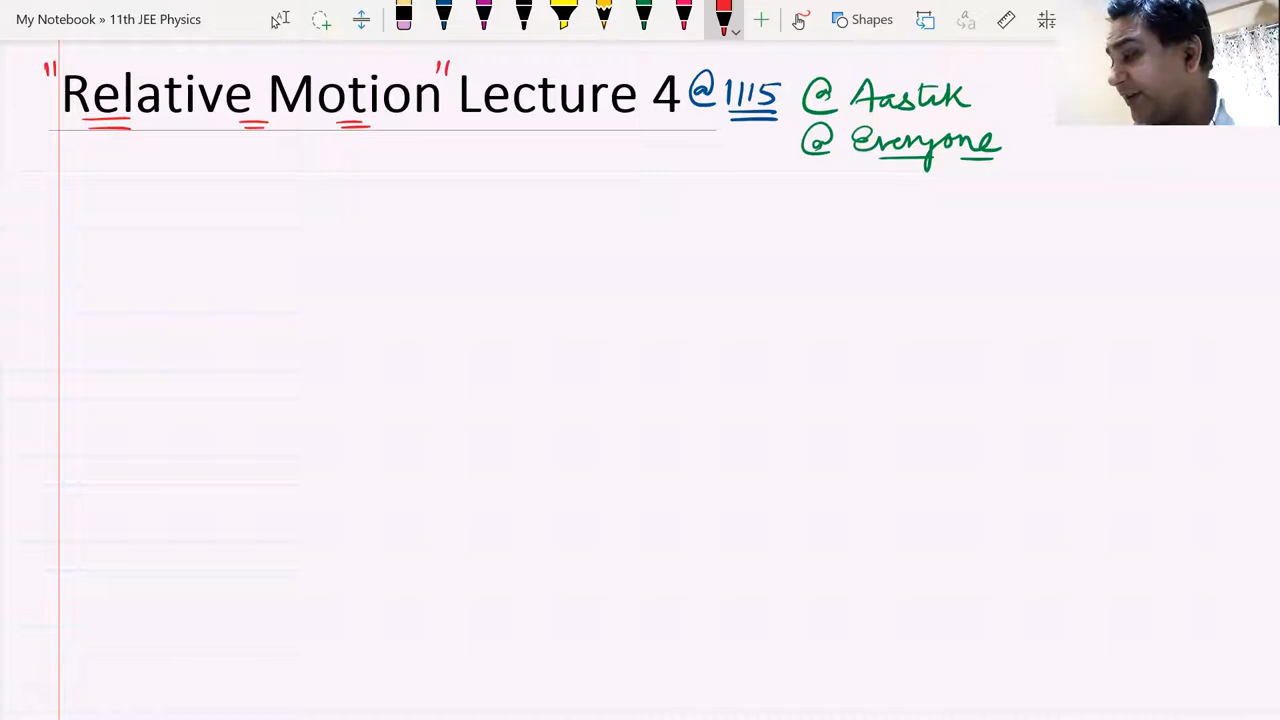 My Notebook » 11th JEE Physics
Shapes
"Relative Motion" Lecture 4 @ 1115 @ Aastik
@ Everyone